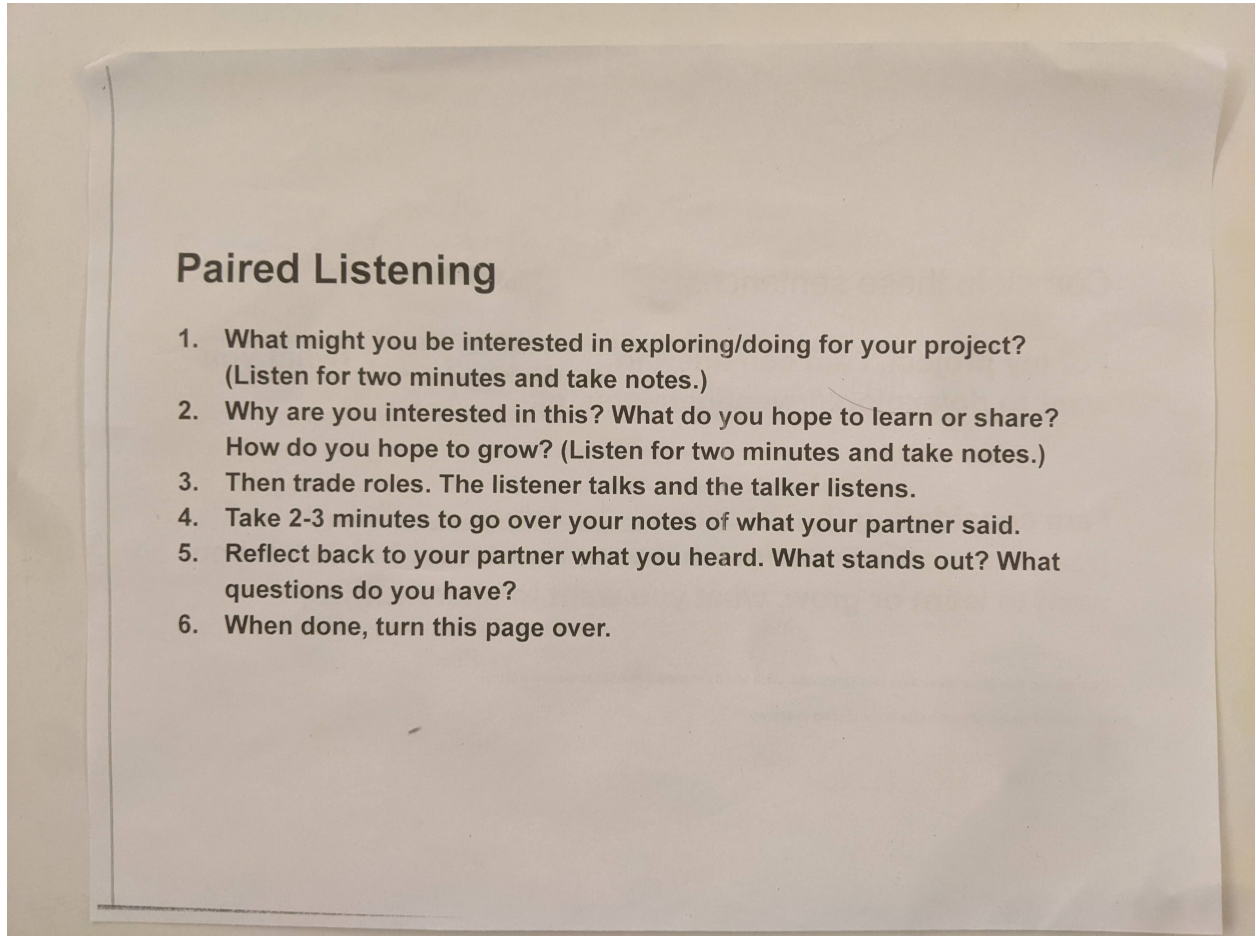 Paired Listening
1. What might you be interested in exploring/doing for your project?
(Listen for two minutes and take notes.)
2. Why are you interested in this? What do you hope to learn or share?
How do you hope to grow? (Listen for two minutes and take notes.)
3. Then trade roles. The listener talks and the talker listens.
4. Take 2-3 minutes to go over your notes of what your partner said.
5. Reflect back to your partner what you heard. What stands out? What
questions do you have?
6. When done, turn this page over.